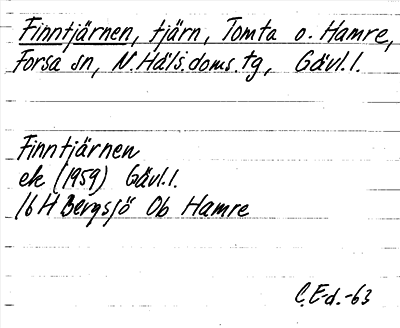 Finntjärnen, tjärn, Tomta o. Hamre,
Forsa sn, N.Häls.doms.tg, Gävl.l.
Finntjärnen
ek (1959) Gävl.l.
16 H Bergsjö Ob Hamre
C.E-d.-63